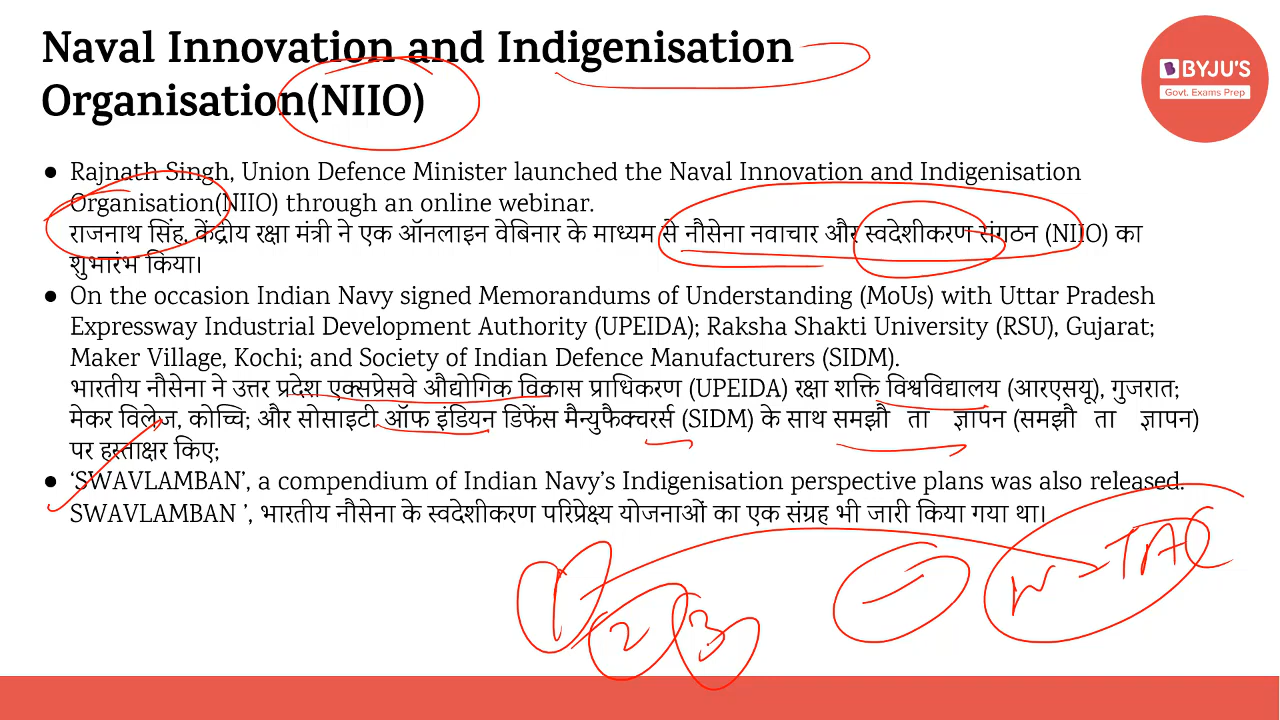 Naval Innovation and Indigenisation
Organisation(NIIO)
BYJU'S
Govt. Exams Prep
● Rajnath Singh, Union Defence Minister launched the Naval Innovation and Indigenisation
Organisation(NIIO) through an online webinar.
राजनाथ सिंह, केंद्रीय रक्षा मंत्री ने एक ऑनलाइन वेबिनार के माध्यम से नौसेना नवाचार और स्वदेशीकरण संगठन (NIIO) का
शुभारंभ किया।
● On the occasion Indian Navy signed Memorandums of Understanding (MoUs) with Uttar Pradesh
Expressway Industrial Development Authority (UPEIDA); Raksha Shakti University (RSU), Gujarat;
Maker Village, Kochi; and Society of Indian Defence Manufacturers (SIDM).
भारतीय नौसेना ने उत्तर प्रदेश एक्सप्रेसवे औद्योगिक विकास प्राधिकरण (UPEIDA) रक्षा शक्ति विश्वविद्यालय (आरएसयू), गुजरात;
मेकर विलेज, कोच्चि; और सोसाइटी ऑफ इंडियन डिफेंस मैन्युफैक्चरर्स (SIDM) के साथ समझौ ता ज्ञापन (समझौ ता ज्ञापन)
पर हस्ताक्षर किए;
● ‘SWAVLAMBAN’, a compendium of Indian Navy’s Indigenisation perspective plans was also released.
SWAVLAMBAN ’, भारतीय नौसेना के स्वदेशीकरण परिप्रेक्ष्य योजनाओं का एक संग्रह भी जारी किया गया था।
1 2 3